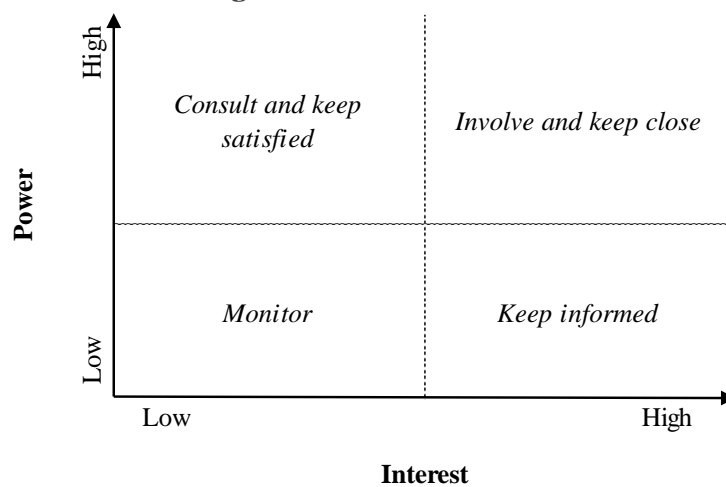 High
Consult and keep
satisfied
Involve and keep close
Power
Monitor
Keep informed
Low
Low
High
Interest